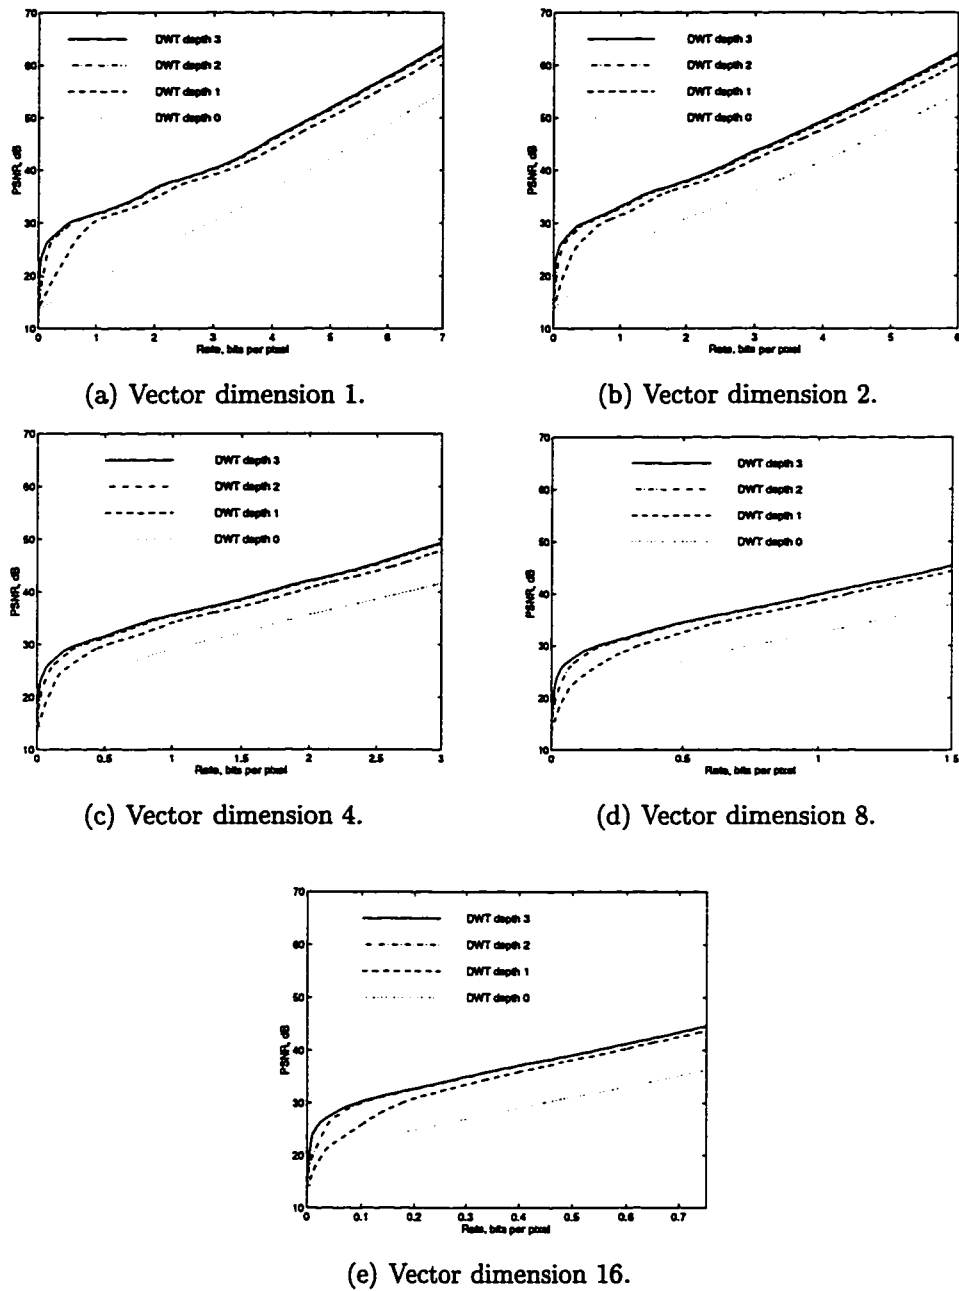 70
60
50
40
30
20
10
PSNR, dB
DWT depth 3
DWT depth 2
DWT depth 1
DWT depth 0
0 1 2 3 4 5 6 7
Rate, bits per pixel
(a) Vector dimension 1.
70
60
50
40
30
20
10
PSNR, dB
DWT depth 3
DWT depth 2
DWT depth 1
DWT depth 0
0 1 2 3 4 5 6
Rate, bits per pixel
(b) Vector dimension 2.
70
60
50
40
30
20
10
PSNR, dB
DWT depth 3
DWT depth 2
DWT depth 1
DWT depth 0
0 0.5 1 1.5 2 2.5 3
Rate, bits per pixel
(c) Vector dimension 4.
70
60
50
40
30
20
10
PSNR, dB
DWT depth 3
DWT depth 2
DWT depth 1
DWT depth 0
0 0.5 1 1.5
Rate, bits per pixel
(d) Vector dimension 8.
70
60
50
40
30
20
10
PSNR, dB
DWT depth 3
DWT depth 2
DWT depth 1
DWT depth 0
0 0.1 0.2 0.3 0.4 0.5 0.6 0.7
Rate, bits per pixel
(e) Vector dimension 16.